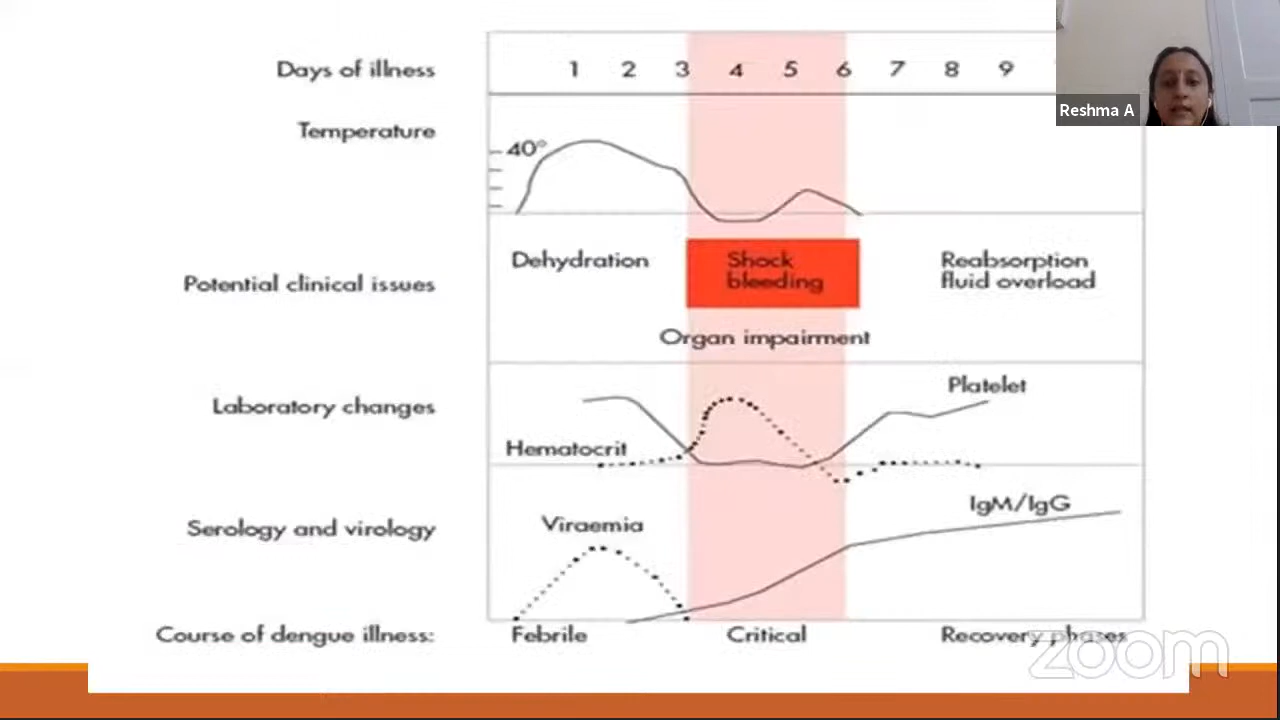 Days of illness 1 2 3 4 5 6 7 8 9
Reshma A
Temperature
40°
Dehydration
Shock
bleeding
Reabsorption
fluid overload
Potential clinical issues
Organ impairment
Platelet
Laboratory changes
Hematocrit
IgM/IgG
Viraemia
Serology and virology
Course of dengue illness: Febrile Critical Recovery phases
zoom